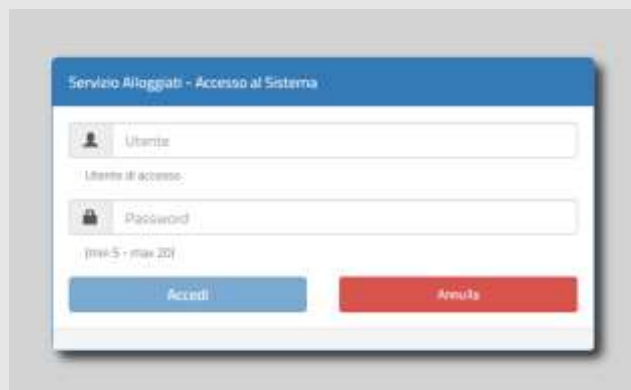 Servizio Alloggiati - Accesso al Sistema
Utente
Utente di accesso
Password
(min 5 - max 20)
Accedi
Annulla